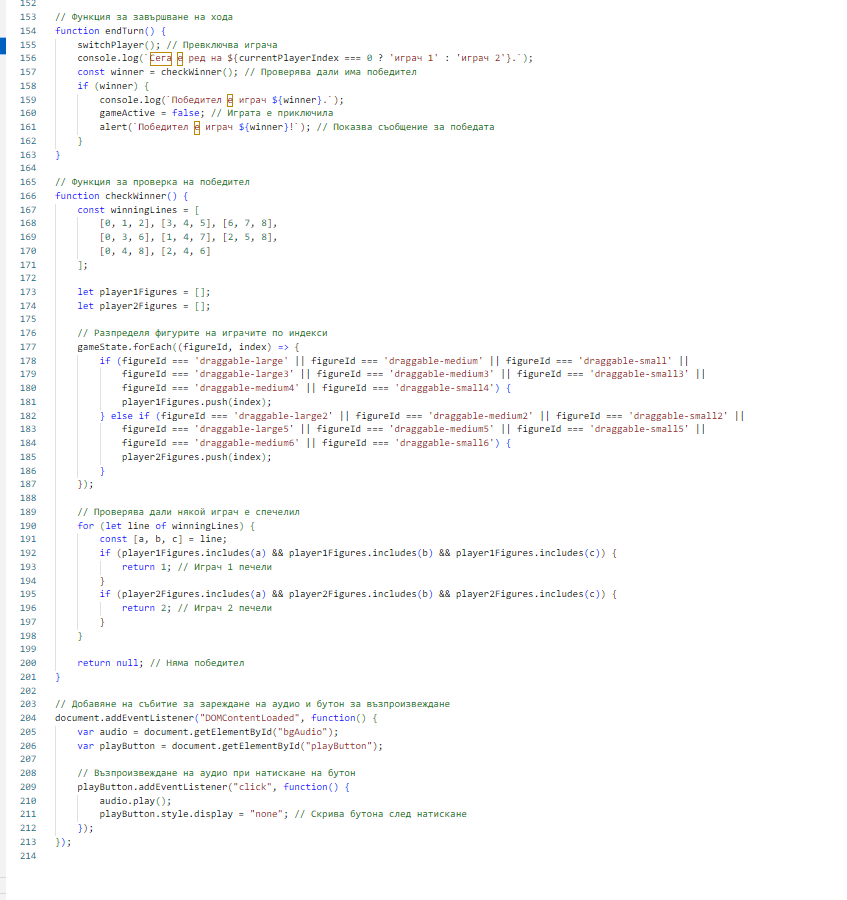 152
153 // Функция за завършване на хода
154 function endTurn() {
155 switchPlayer(); // Превключва играча
156 console.log(`Сега е ред на ${currentPlayerIndex === 0 ? 'играч 1' : 'играч 2'}.`);
157 const winner = checkWinner(); // Проверява дали има победител
158 if (winner) {
159 console.log(`Победител е играч ${winner}.`);
160 gameActive = false; // Играта е приключила
161 alert(`Победител е играч ${winner}!`); // Показва съобщение за победата
162 }
163 }
164
165 // Функция за проверка на победител
166 function checkWinner() {
167 const winningLines = [
168 [0, 1, 2], [3, 4, 5], [6, 7, 8],
169 [0, 3, 6], [1, 4, 7], [2, 5, 8],
170 [0, 4, 8], [2, 4, 6]
171 ];
172
173 let player1Figures = [];
174 let player2Figures = [];
175
176 // Разпределя фигурите на играчите по индекси
177 gameState.forEach((figureId, index) => {
178 if (figureId === 'draggable-large' || figureId === 'draggable-medium' || figureId === 'draggable-small' ||
179 figureId === 'draggable-large3' || figureId === 'draggable-medium3' || figureId === 'draggable-small3' ||
180 figureId === 'draggable-medium4' || figureId === 'draggable-small4') {
181 player1Figures.push(index);
182 } else if (figureId === 'draggable-large2' || figureId === 'draggable-medium2' || figureId === 'draggable-small2' ||
183 figureId === 'draggable-large5' || figureId === 'draggable-medium5' || figureId === 'draggable-small5' ||
184 figureId === 'draggable-medium6' || figureId === 'draggable-small6') {
185 player2Figures.push(index);
186 }
187 });
188
189 // Проверява дали някой играч е спечелил
190 for (let line of winningLines) {
191 const [a, b, c] = line;
192 if (player1Figures.includes(a) && player1Figures.includes(b) && player1Figures.includes(c)) {
193 return 1; // Играч 1 печели
194 }
195 if (player2Figures.includes(a) && player2Figures.includes(b) && player2Figures.includes(c)) {
196 return 2; // Играч 2 печели
197 }
198 }
199
200 return null; // Няма победител
201 }
202
203 // Добавяне на събитие за зареждане на аудио и бутон за възпроизвеждане
204 document.addEventListener("DOMContentLoaded", function() {
205 var audio = document.getElementById("bgAudio");
206 var playButton = document.getElementById("playButton");
207
208 // Възпроизвеждане на аудио при натискане на бутон
209 playButton.addEventListener("click", function() {
210 audio.play();
211 playButton.style.display = "none"; // Скрива бутона след натискане
212 });
213 });
214